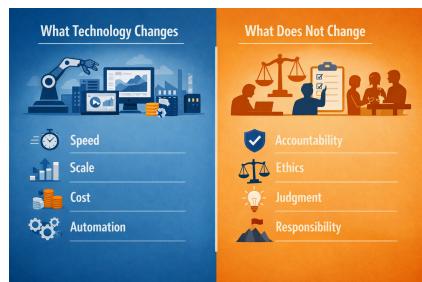 What Technology Changes
Speed
Scale
Cost
Automation
What Does Not Change
Accountability
Ethics
Judgment
Responsibility